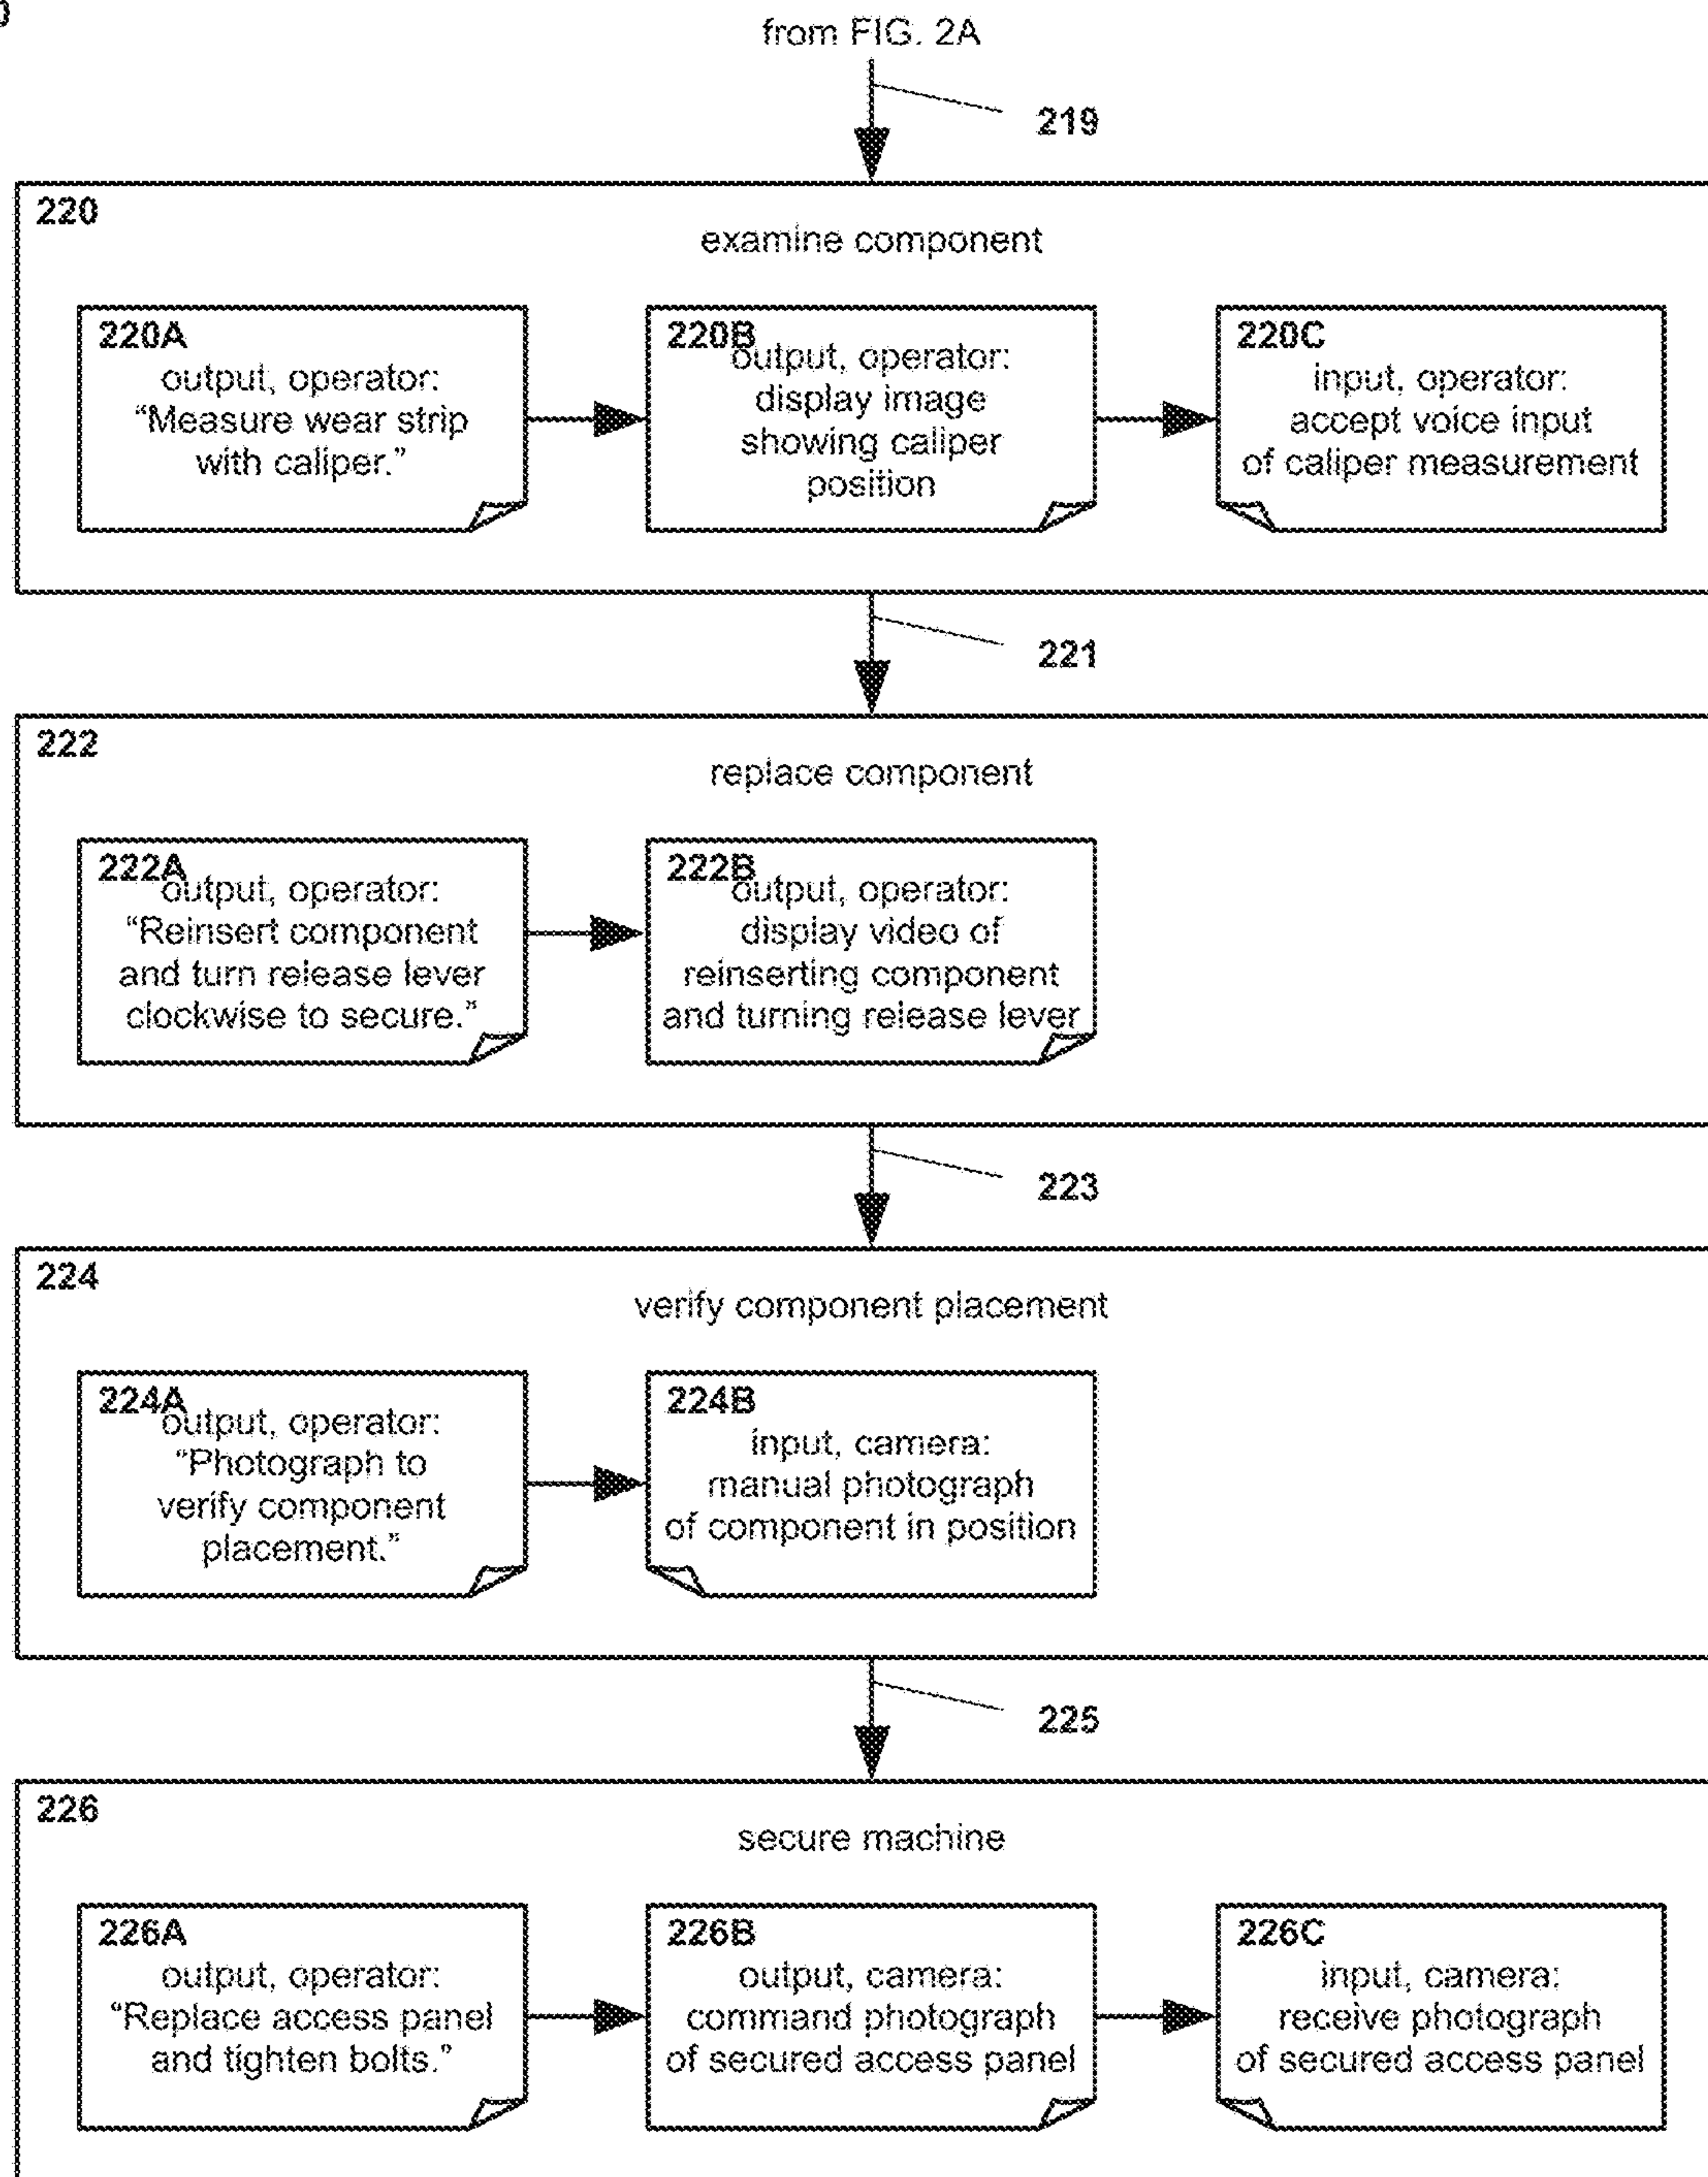 from FIG. 2A
219
220
examine component
220A
output, operator:
“Measure wear strip
with caliper.”
220B
output, operator:
display image
showing caliper
position
220C
input, operator:
accept voice input
of caliper measurement
221
222
replace component
222A
output, operator:
“Reinsert component
and turn release lever
clockwise to secure.”
222B
output, operator:
display video of
reinserting component
and turning release lever
223
224
verify component placement
224A
output, operator:
“Photograph to
verify component
placement.”
224B
input, camera:
manual photograph
of component in position
225
226
secure machine
226A
output, operator:
“Replace access panel
and tighten bolts.”
226B
output, camera:
command photograph
of secured access panel
226C
input, camera:
receive photograph
of secured access panel